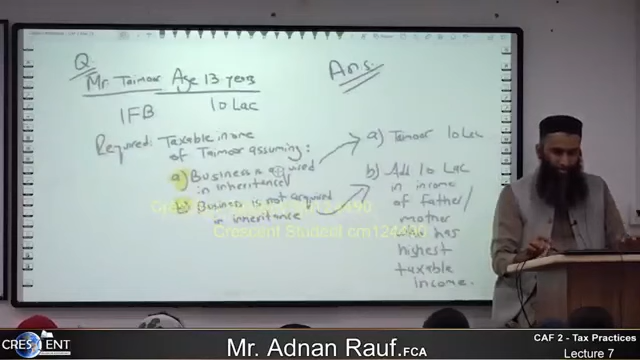 Q
Mr. Taimoor Age 13 years
IFB 10 Lac
Required: Taxable income
of Taimoor assuming:
a) Business is acquired
in inheritance
b) Business is not acquired
in inheritance
Ans.
a) Taimoor 10 Lac
b) Add 10 Lac
in income
of father/
mother
who has
highest
taxable
income.
Crescent Student cm124490
CRESCENT
Mr. Adnan Rauf.FCA
CAF 2 - Tax Practices
Lecture 7